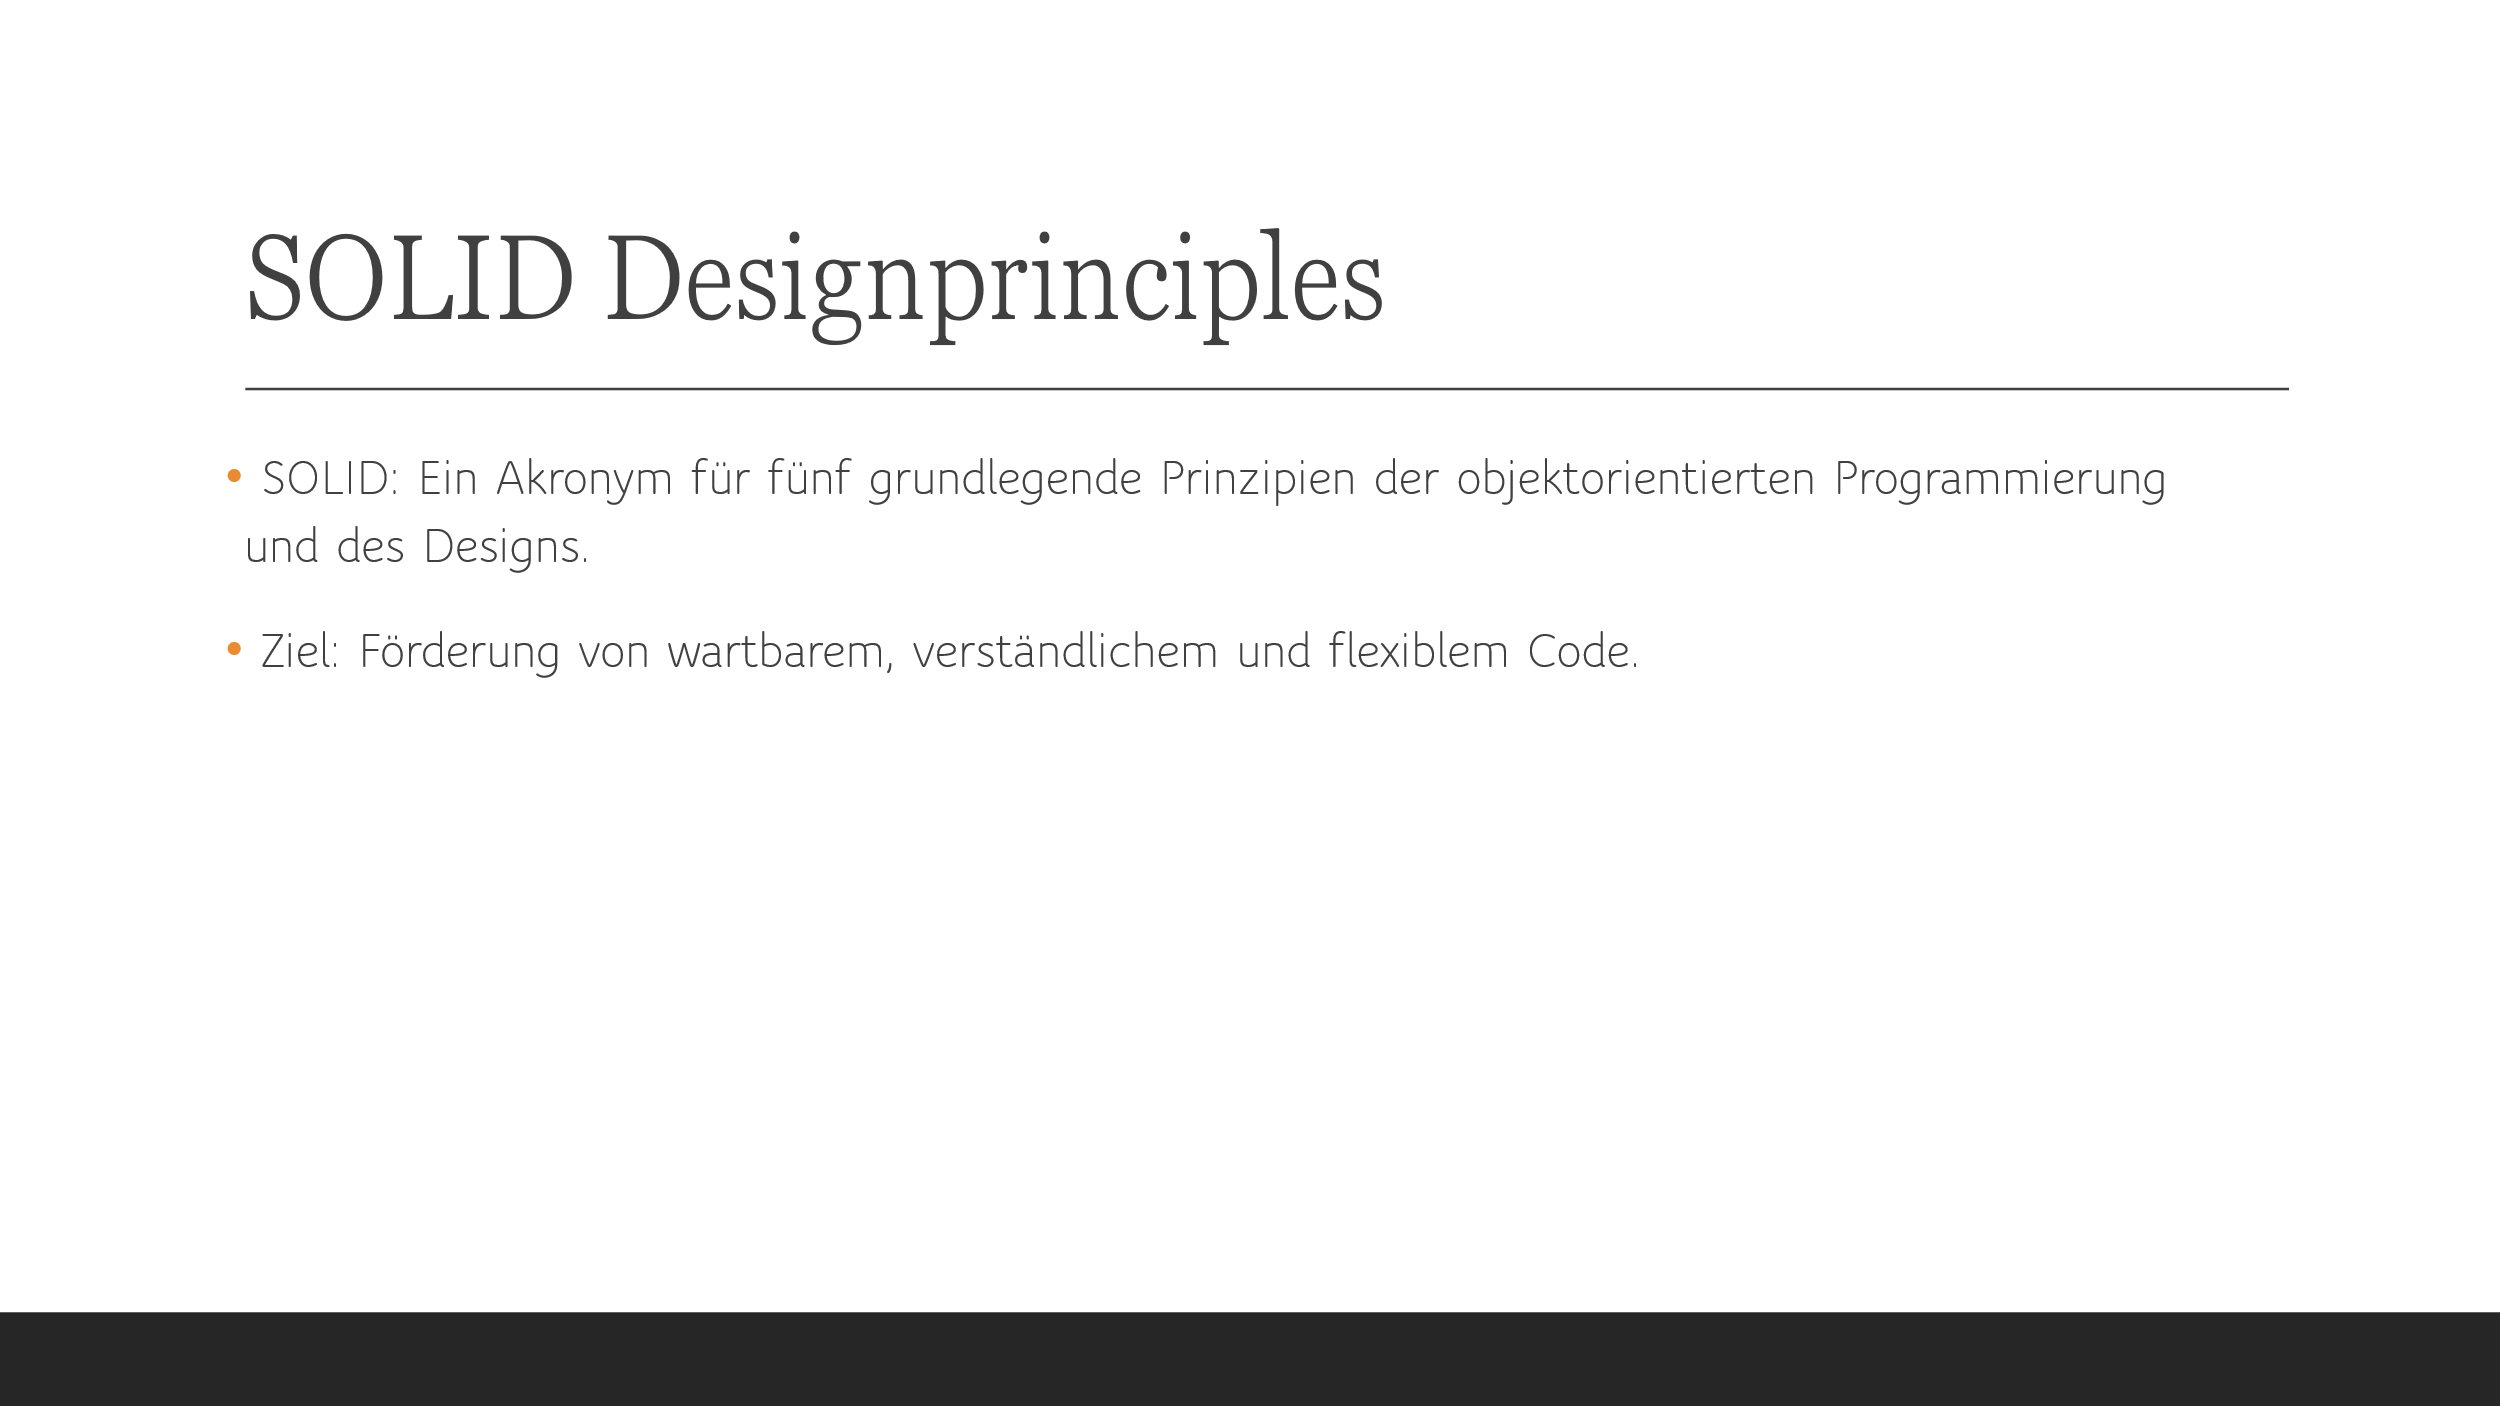 SOLID Designprinciples
• SOLID: Ein Akronym für fünf grundlegende Prinzipien der objektorientierten Programmierung
und des Designs.
• Ziel: Förderung von wartbarem, verständlichem und flexiblem Code.